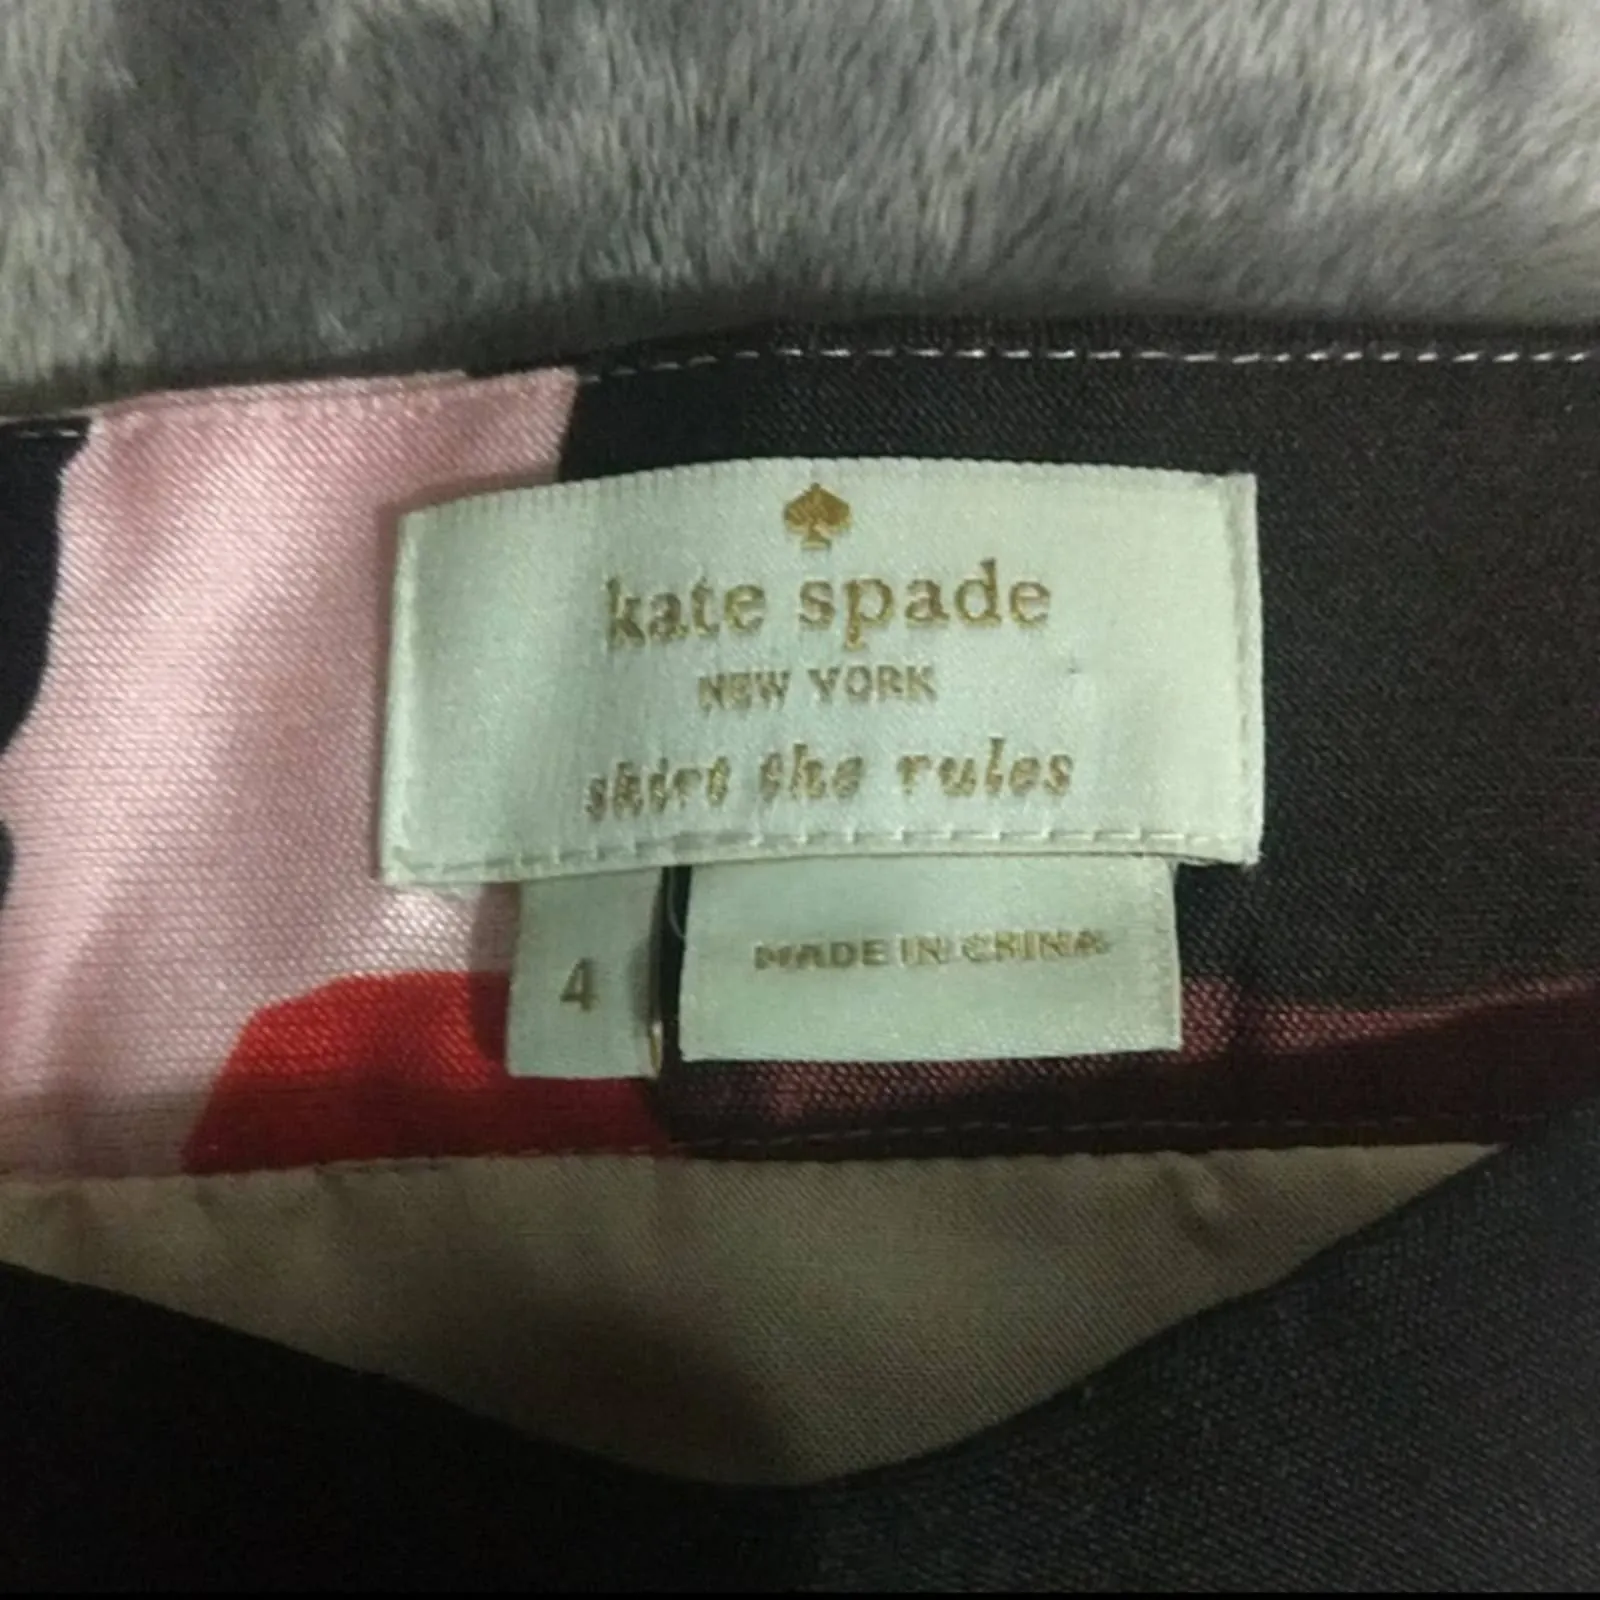 kate spade
NEW YORK
skirt the rules
4
MADE IN CHINA